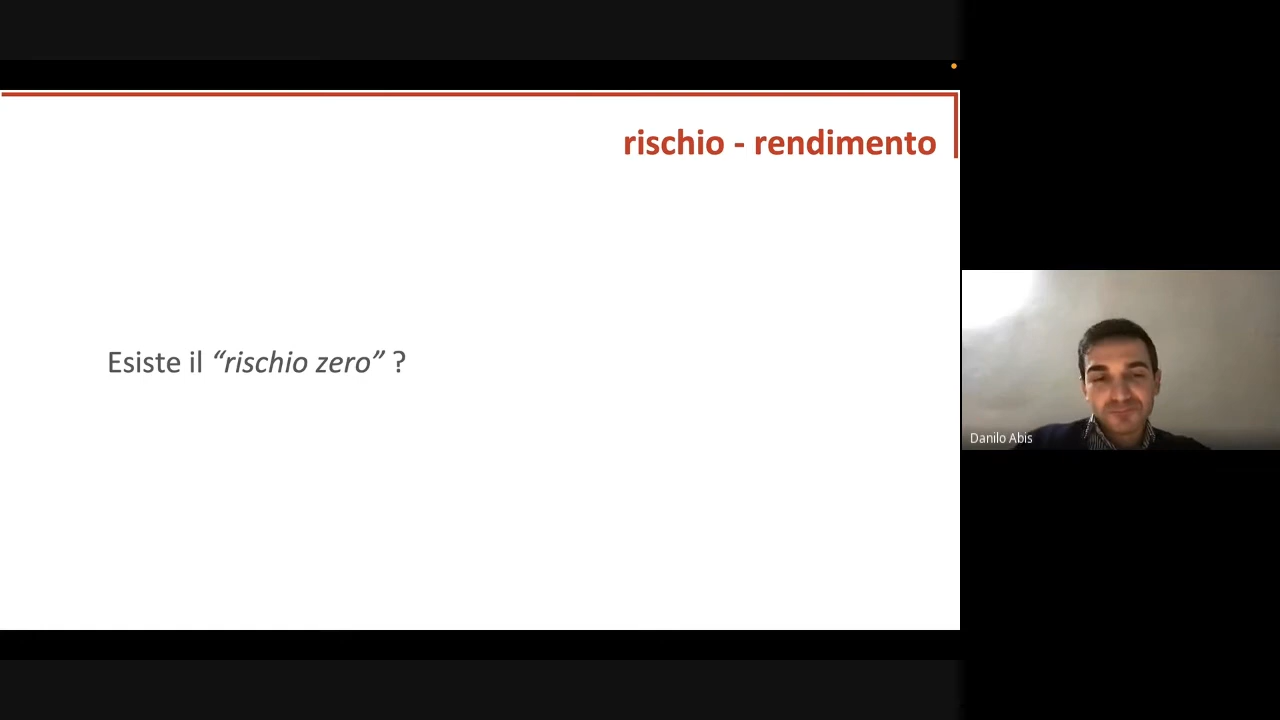 rischio - rendimento
Esiste il “rischio zero” ?
Danilo Abis